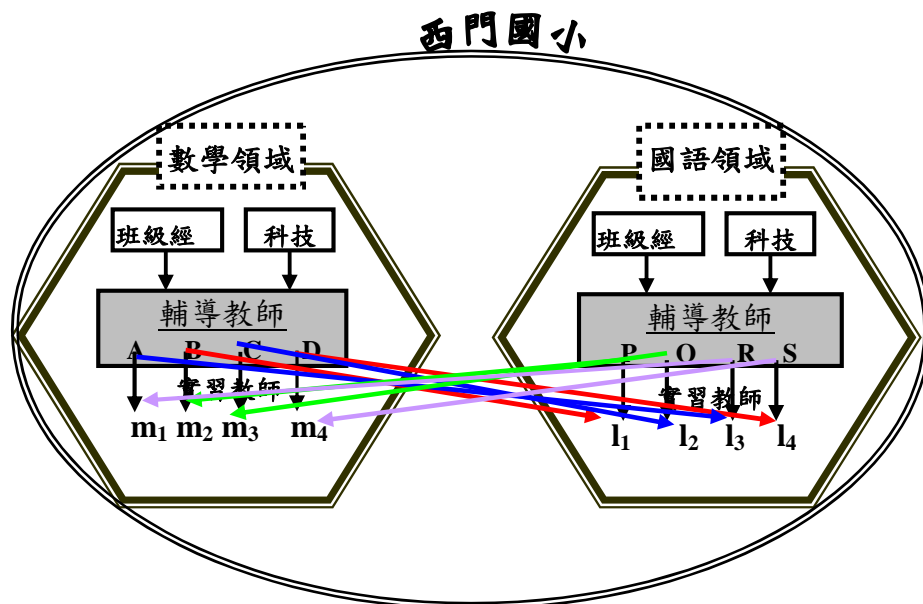 西門國小
數學領域
國語領域
班級經
科技
班級經
科技
輔導教師
A B C D
輔導教師
P Q R S
實習教師
實習教師
m₁ m₂ m₃ m₄
l₁ l₂ l₃ l₄